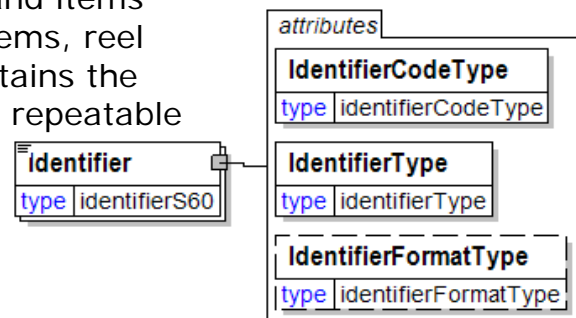 and items
ems, reel
tains the
repeatable
Identifier
type identifierS60
attributes
IdentifierCodeType
type identifierCodeType
IdentifierType
type identifierType
IdentifierFormatType
type identifierFormatType